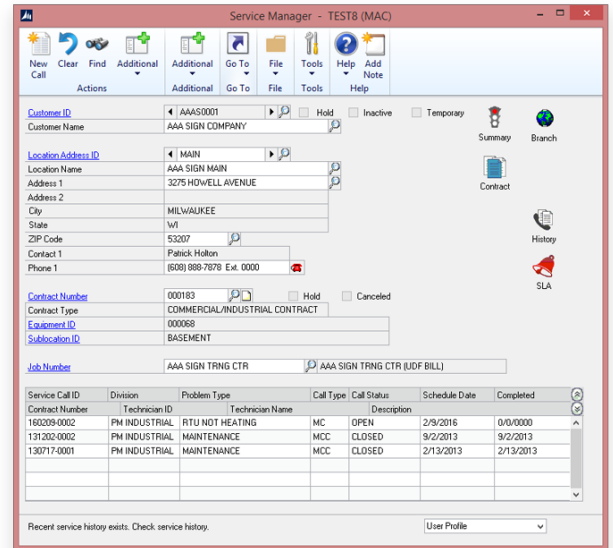 Service Manager - TEST8 (MAC)
New Call Clear Find Additional Additional Go To File Tools Help Add Note
Actions Additional Go To File Tools Help
Customer ID AAAS0001 Hold Inactive Temporary
Customer Name AAA SIGN COMPANY
Summary Branch
Location Address ID MAIN
Location Name AAA SIGN MAIN
Address 1 3275 HOWELL AVENUE
Contract
Address 2
City MILWAUKEE
State WI
ZIP Code 53207
History
Contact 1 Patrick Holton
Phone 1 (608) 888-7878 Ext. 0000
SLA
Contract Number 000183 Hold Canceled
Contract Type COMMERCIAL/INDUSTRIAL CONTRACT
Equipment ID 000068
Sublocation ID BASEMENT
Job Number AAA SIGN TRNG CTR AAA SIGN TRNG CTR (UDF BILL)
Service Call ID Division Problem Type Call Type Call Status Schedule Date Completed
Contract Number Technician ID Technician Name Description
160209-0002 PM INDUSTRIAL RTU NOT HEATING MC OPEN 2/9/2016 0/0/0000
131202-0002 PM INDUSTRIAL MAINTENANCE MCC CLOSED 9/2/2013 9/2/2013
130717-0001 PM INDUSTRIAL MAINTENANCE MCC CLOSED 2/13/2013 2/13/2013
Recent service history exists. Check service history. User Profile